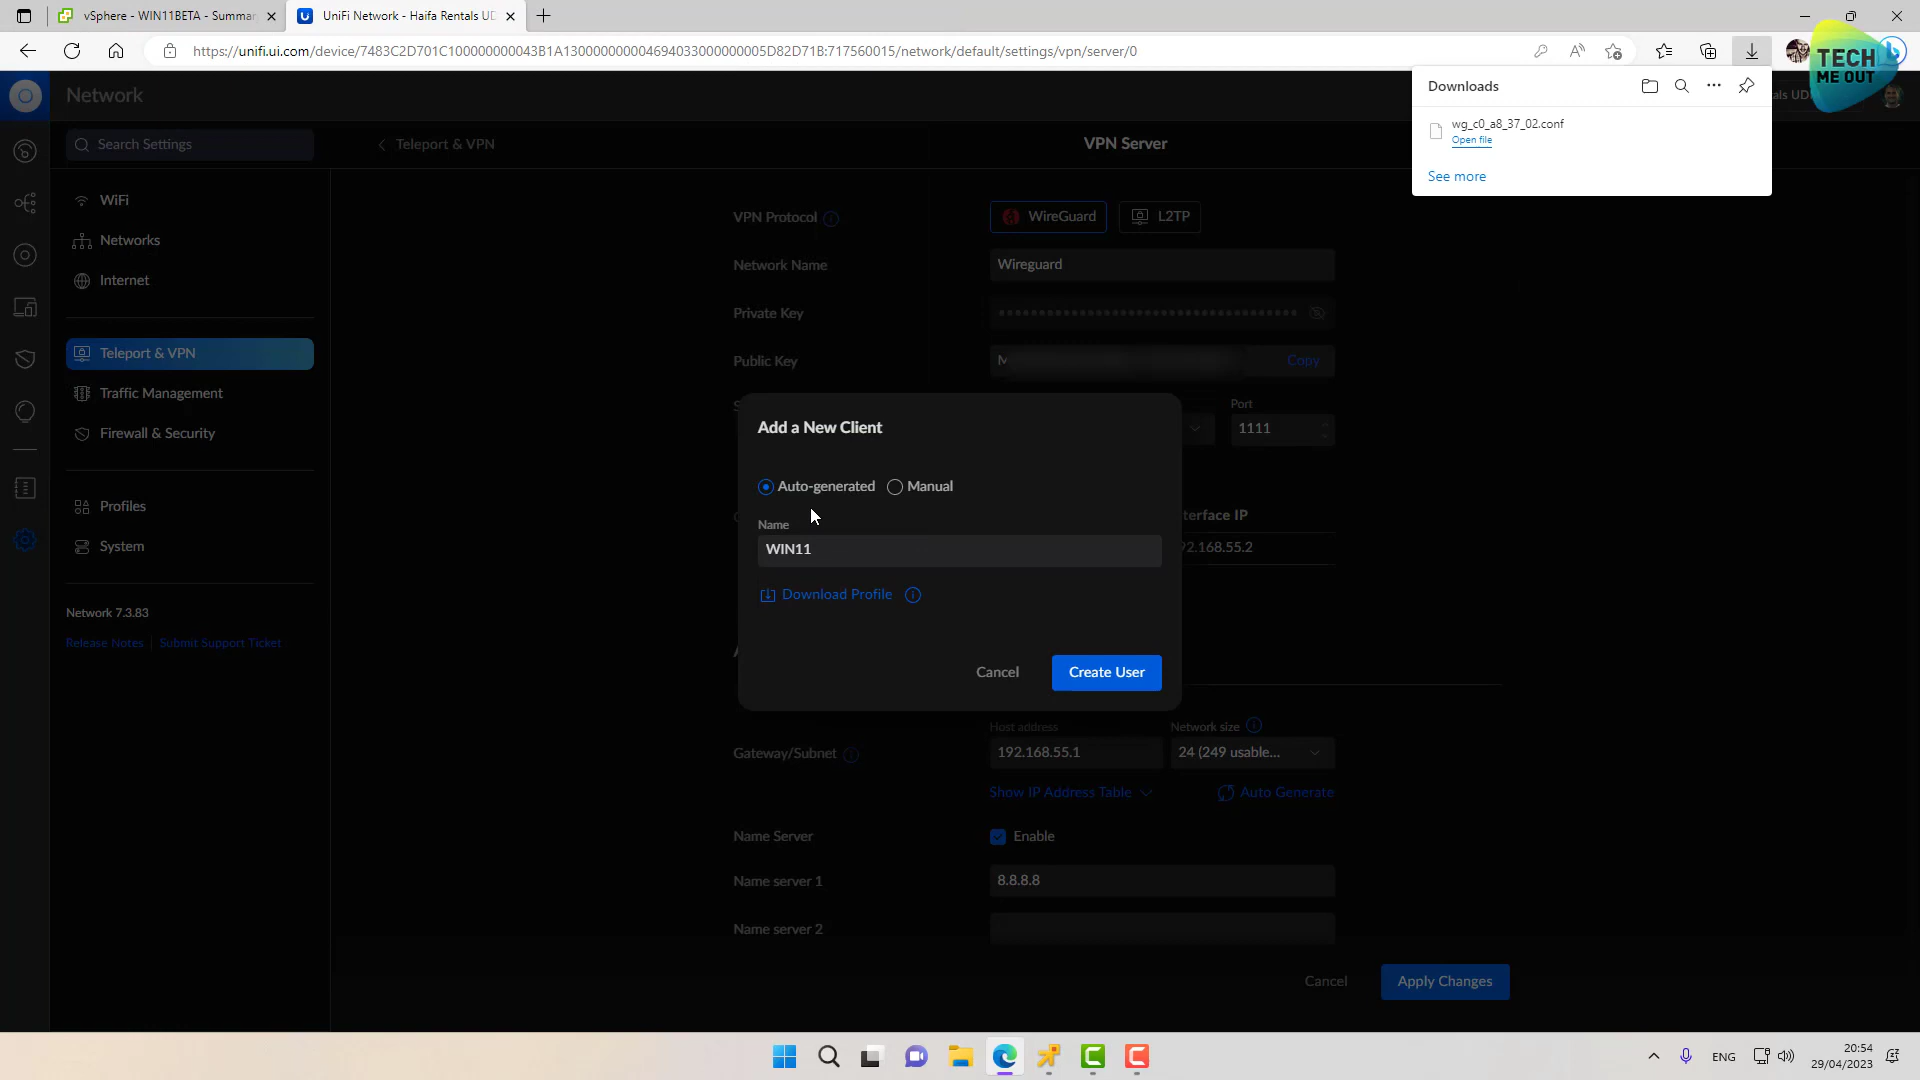 vSphere - WIN11BETA - Summar
UniFi Network - Haifa Rentals UD
https://unifi.ui.com/device/7483C2D701C100000000043B1A130000000004694033000000005D82D71B:717560015/network/default/settings/vpn/server/0
TECH
ME OUT
Downloads
wg_c0_a8_37_02.conf
Open file
See more
Network
als UD
Search Settings
Teleport & VPN
VPN Server
WiFi
Networks
Internet
Teleport & VPN
Traffic Management
Firewall & Security
Profiles
System
Network 7.3.83
Release Notes
Submit Support Ticket
VPN Protocol
WireGuard
L2TP
Network Name
Wireguard
Private Key
Public Key
Copy
Port
1111
Add a New Client
Auto-generated
Manual
Name
WIN11
Download Profile
Cancel
Create User
terface IP
92.168.55.2
Host address
Network size
Gateway/Subnet
192.168.55.1
24 (249 usable...
Show IP Address Table
Auto Generate
Name Server
Enable
Name server 1
8.8.8.8
Name server 2
Cancel
Apply Changes
ENG
20:54
29/04/2023